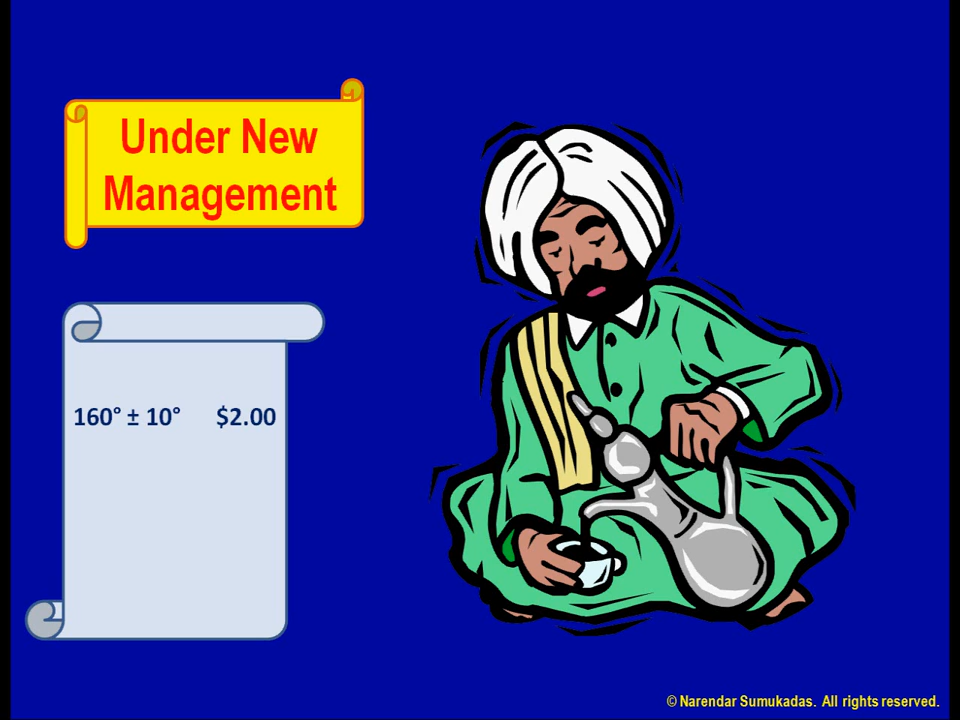 Under New
Management
160° ± 10° $2.00
© Narendar Sumukadas. All rights reserved.